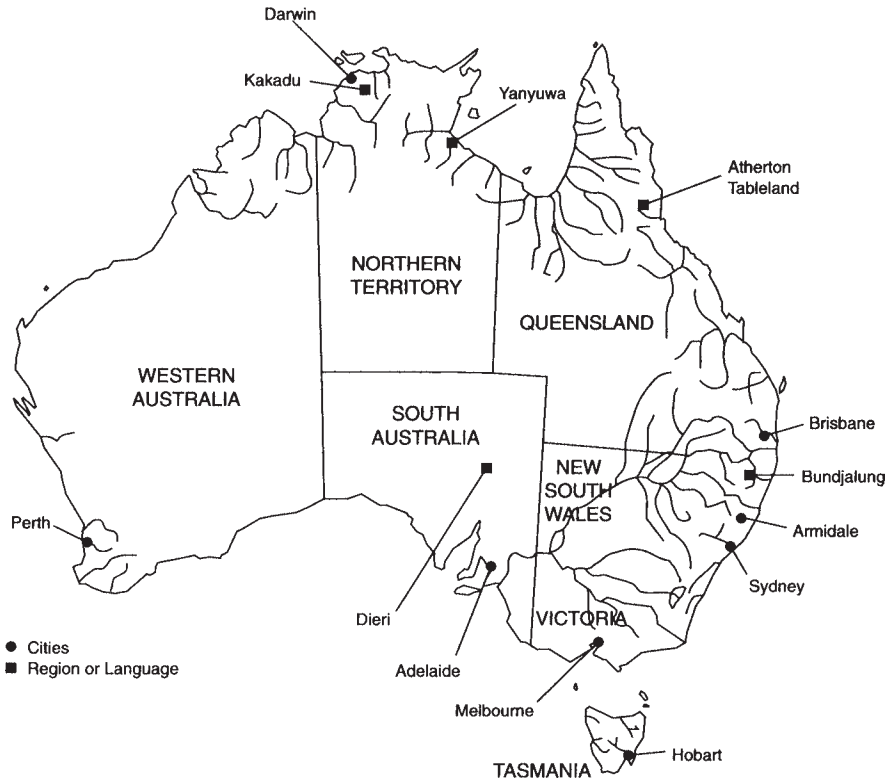 Darwin
Kakadu
Yanyuwa
Atherton
Tableland
NORTHERN
TERRITORY
QUEENSLAND
WESTERN
AUSTRALIA
SOUTH
AUSTRALIA
Brisbane
NEW
SOUTH
WALES
Bundjalung
Perth
Armidale
Sydney
Dieri
VICTORIA
Cities
Region or Language
Adelaide
Melbourne
Hobart
TASMANIA